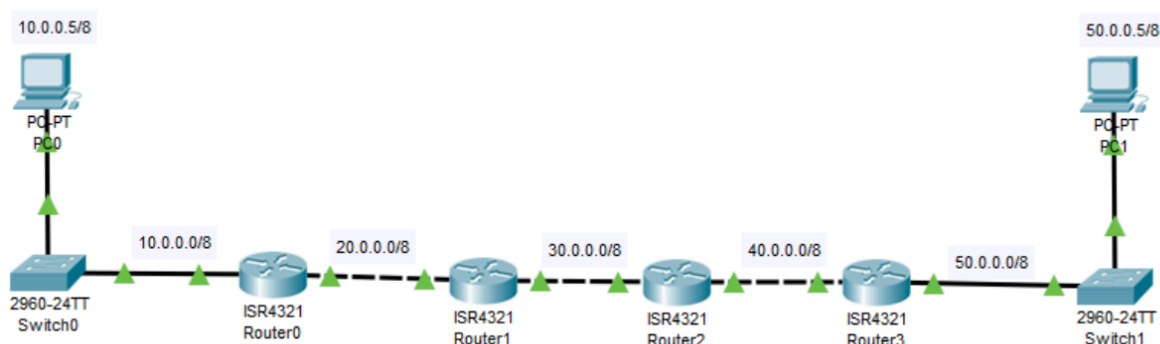 10.0.0.5/8
50.0.0.5/8
PC-PT
PC0
PC-PT
PC1
10.0.0.0/8
20.0.0.0/8
30.0.0.0/8
40.0.0.0/8
50.0.0.0/8
2960-24TT
Switch0
ISR4321
Router0
ISR4321
Router1
ISR4321
Router2
ISR4321
Router3
2960-24TT
Switch1